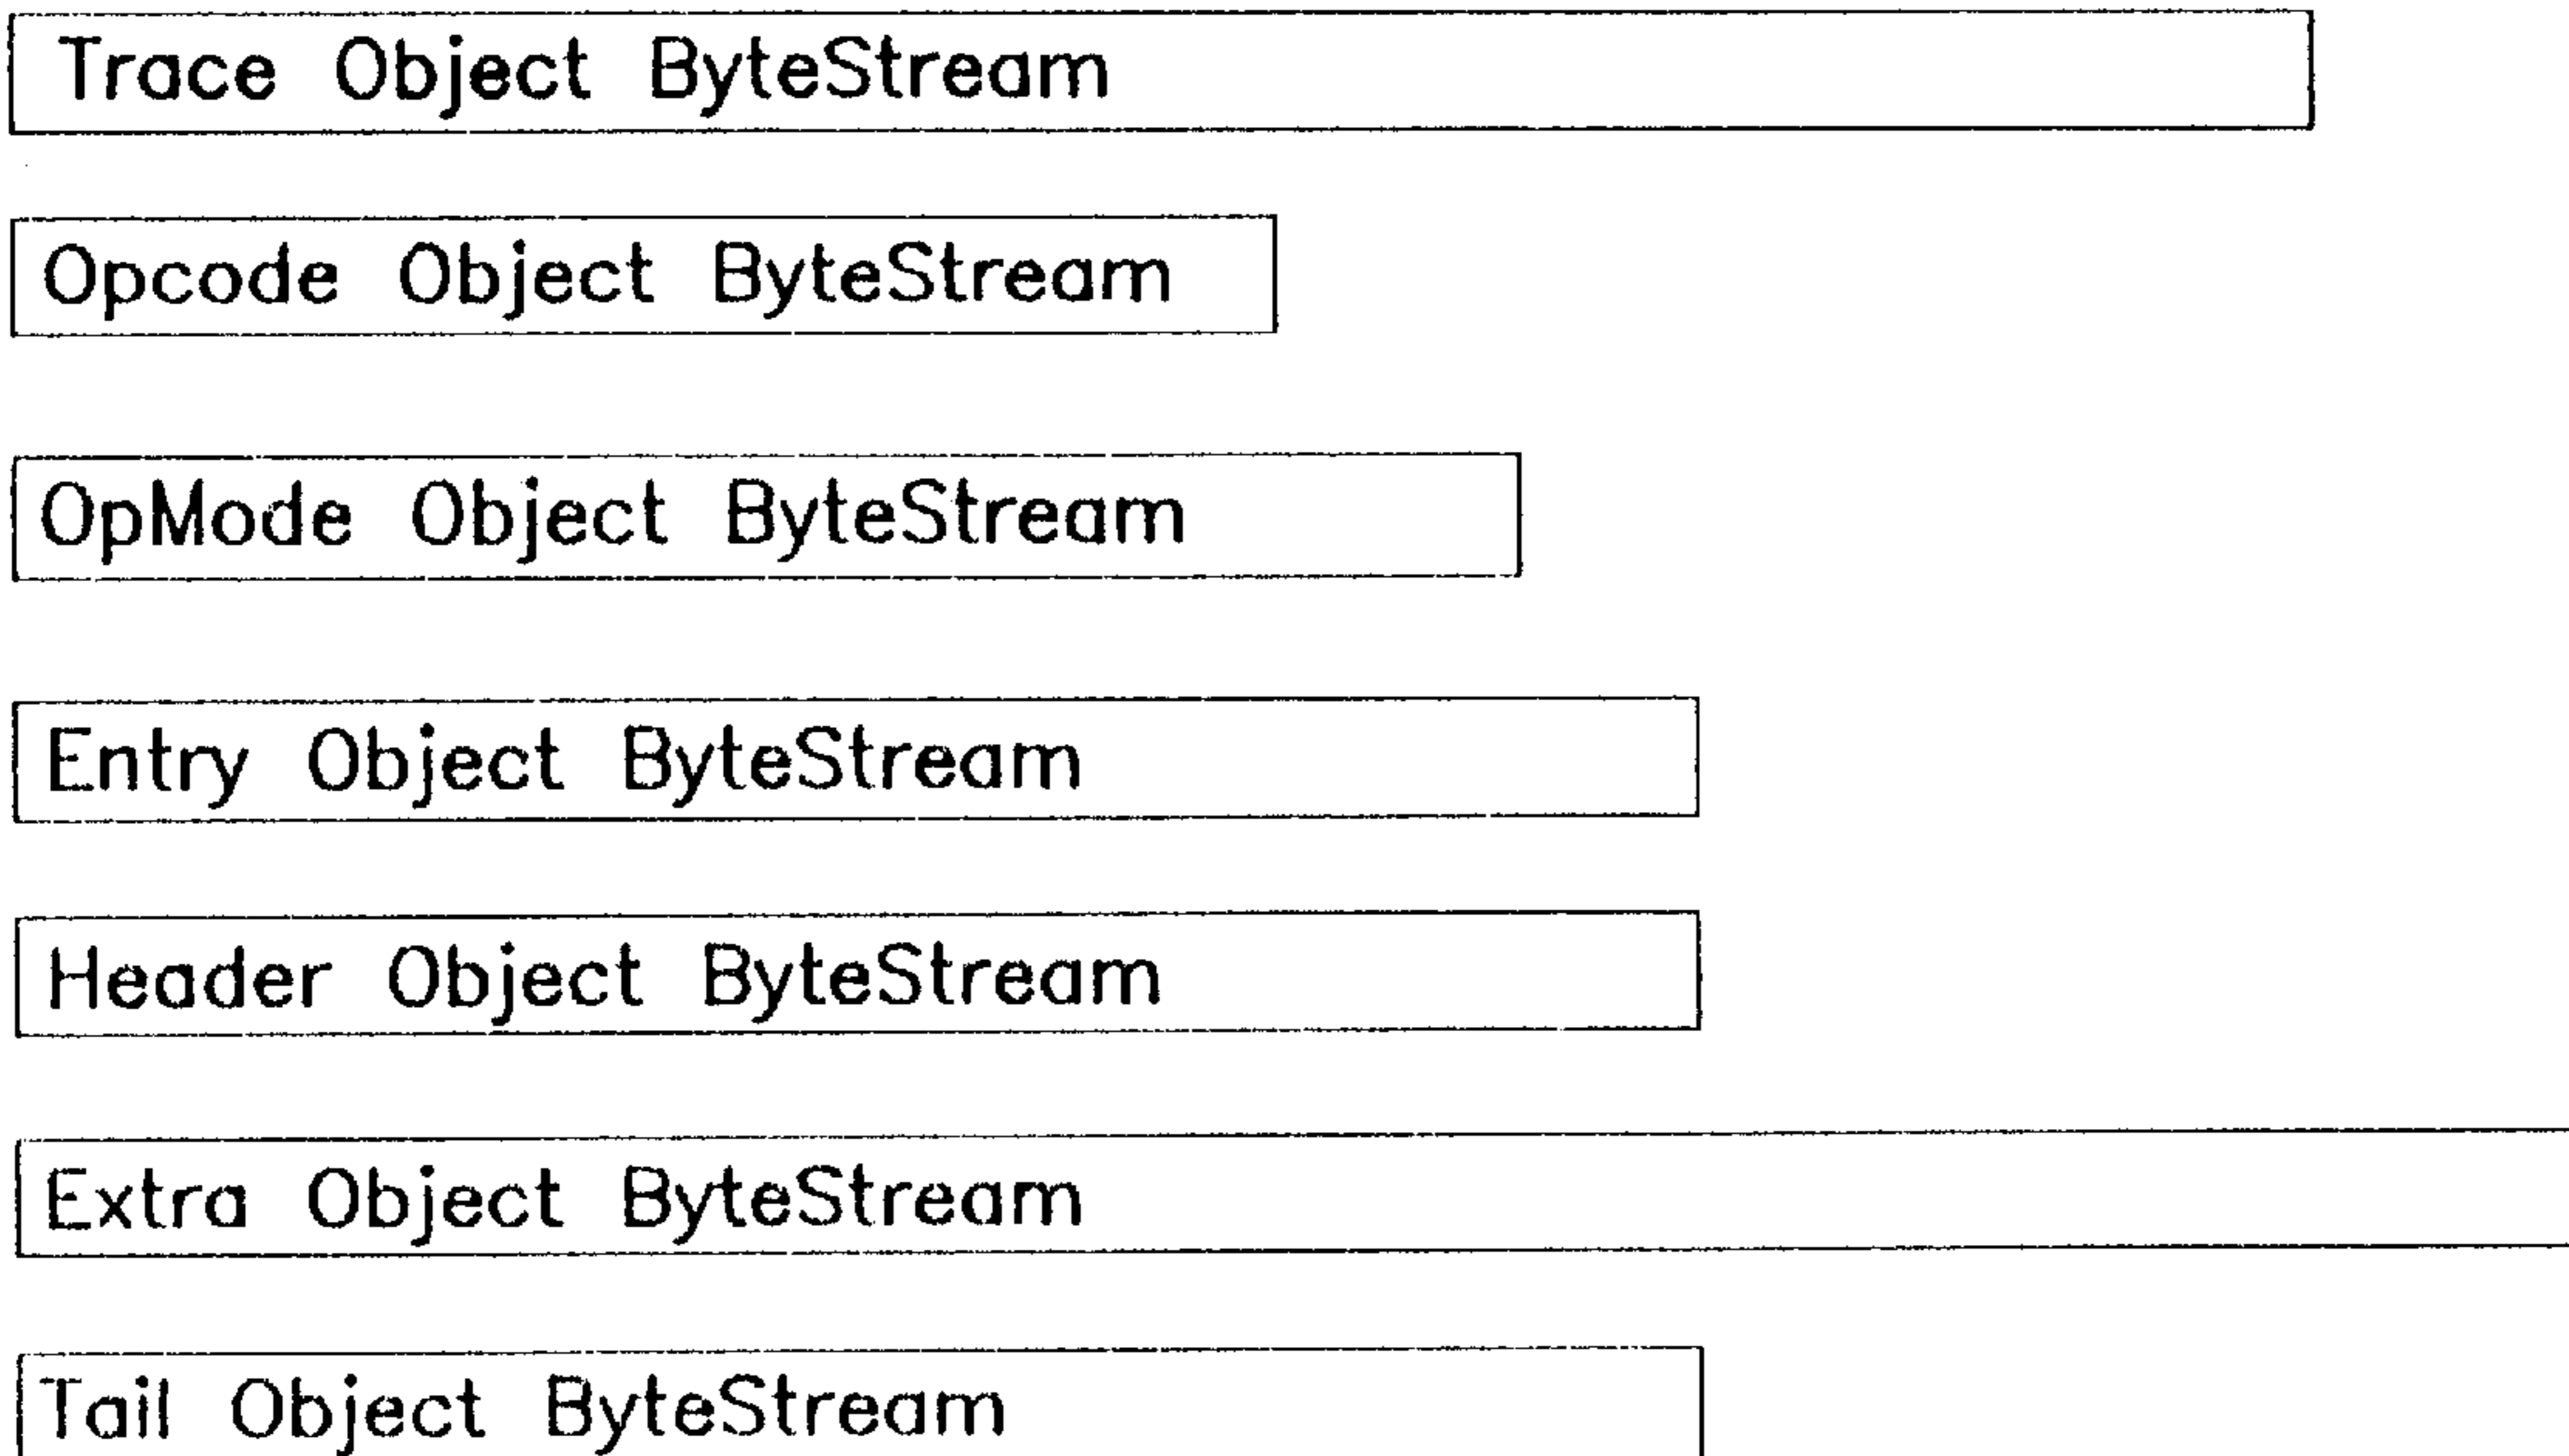 Trace Object ByteStream
Opcode Object ByteStream
OpMode Object ByteStream
Entry Object ByteStream
Header Object ByteStream
Extra Object ByteStream
Tail Object ByteStream